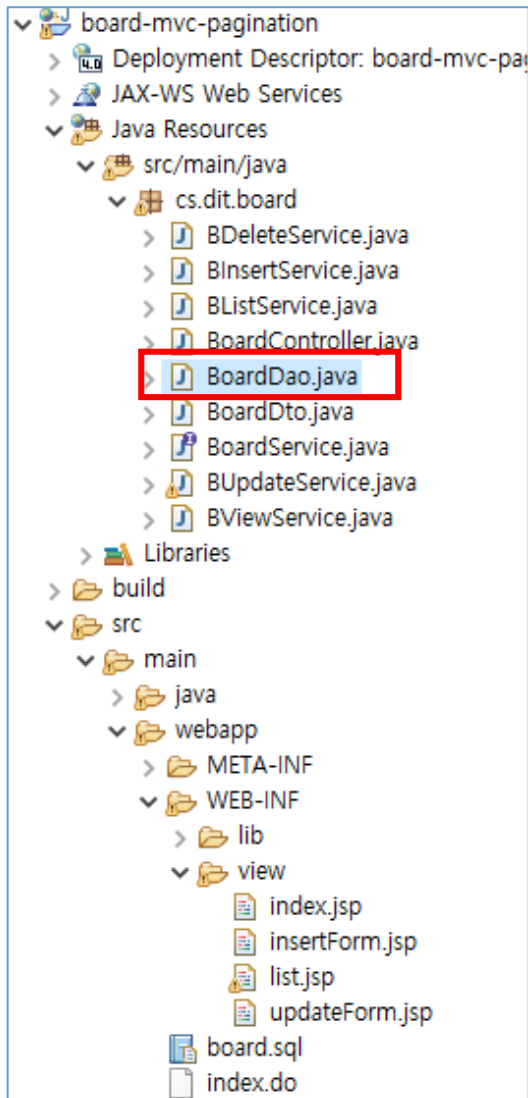 board-mvc-pagination
Deployment Descriptor: board-mvc-pag
JAX-WS Web Services
Java Resources
src/main/java
cs.dit.board
BDeleteService.java
BInsertService.java
BListService.java
BoardController.java
BoardDao.java
BoardDto.java
BoardService.java
BUpdateService.java
BViewService.java
Libraries
build
src
main
java
webapp
META-INF
WEB-INF
lib
view
index.jsp
insertForm.jsp
list.jsp
updateForm.jsp
board.sql
index.do